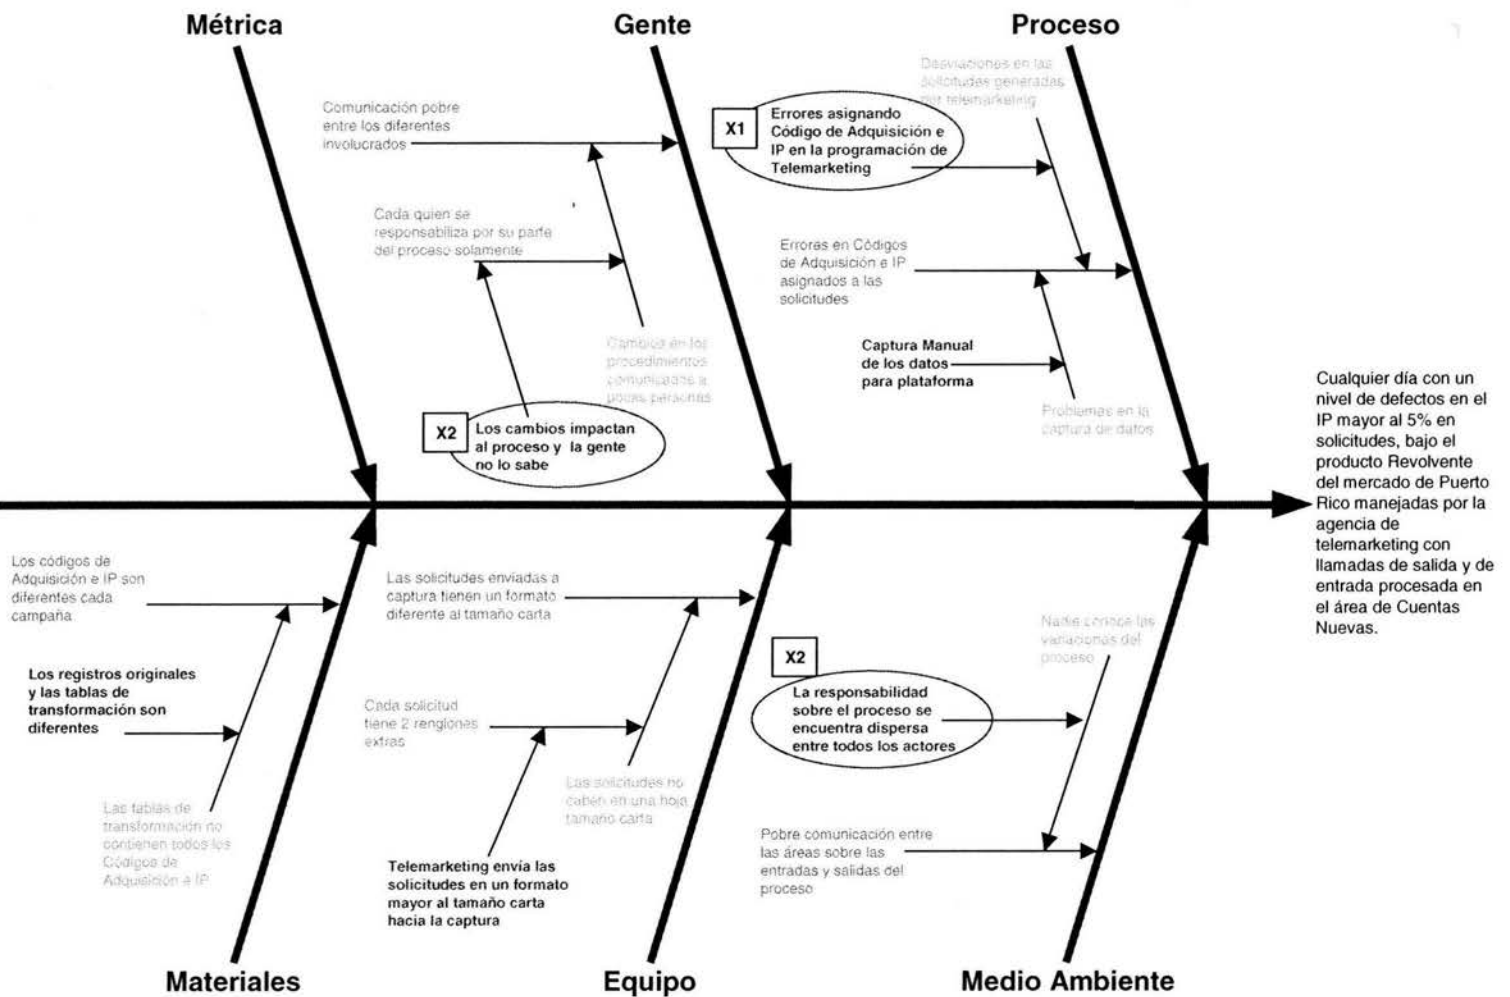 Métrica
Gente
Proceso
Comunicación pobre
entre los diferentes
involucrados
Cada quien se
responsabiliza por su parte
del proceso solamente
Cambios en los
procedimientos
comunicados a
pocas personas
X2
Los cambios impactan
al proceso y la gente
no lo sabe
Desviaciones en las
solicitudes generadas
por telemarketing
X1
Errores asignando
Código de Adquisición e
IP en la programación de
Telemarketing
Errores en Códigos
de Adquisición e IP
asignados a las
solicitudes
Captura Manual
de los datos
para plataforma
Problemas en la
captura de datos
Cualquier día con un
nivel de defectos en el
IP mayor al 5% en
solicitudes, bajo el
producto Revolvente
del mercado de Puerto
Rico manejadas por la
agencia de
telemarketing con
llamadas de salida y de
entrada procesada en
el área de Cuentas
Nuevas.
Los códigos de
Adquisición e IP son
diferentes cada
campaña
Los registros originales
y las tablas de
transformación son
diferentes
Las tablas de
transformación no
contienen todos los
Códigos de
Adquisición e IP
Las solicitudes enviadas a
captura tienen un formato
diferente al tamaño carta
Cada solicitud
tiene 2 renglones
extras
Las solicitudes no
caben en una hoja
tamaño carta
Telemarketing envía las
solicitudes en un formato
mayor al tamaño carta
hacia la captura
Nadie conoce las
variaciones del
proceso
X2
La responsabilidad
sobre el proceso se
encuentra dispersa
entre todos los actores
Pobre comunicación entre
las áreas sobre las
entradas y salidas del
proceso
Materiales
Equipo
Medio Ambiente